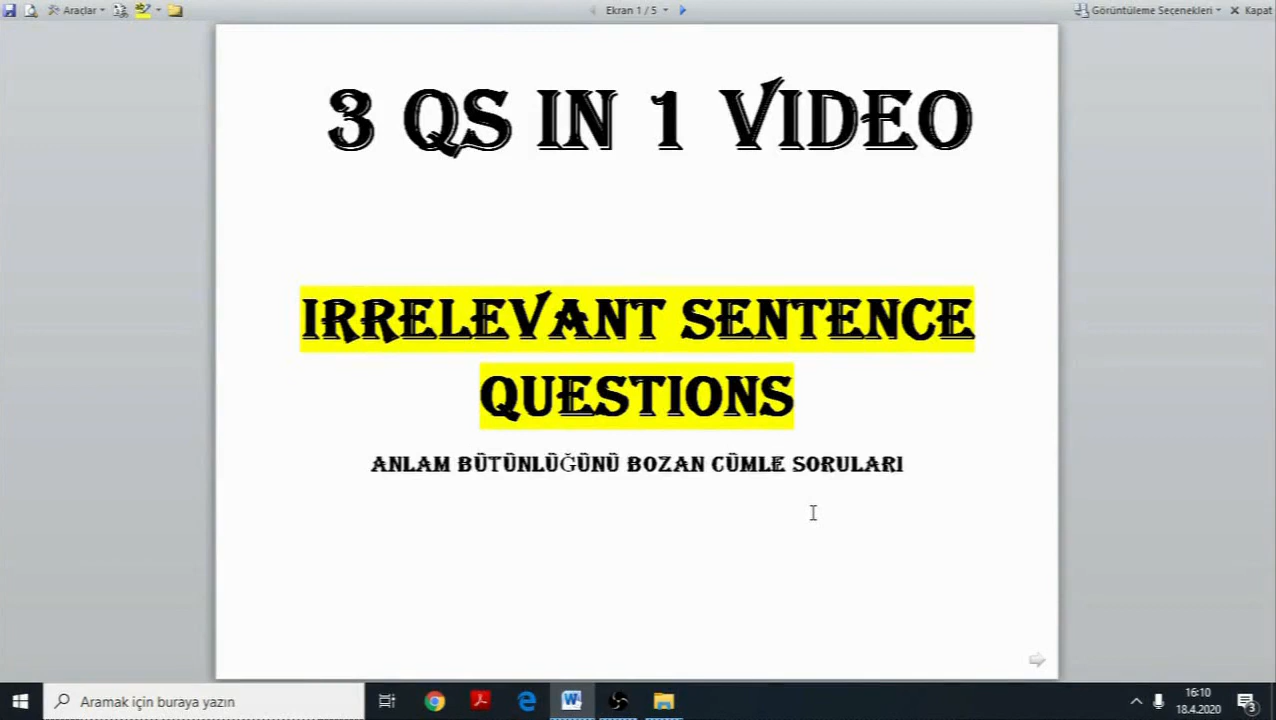 Araçlar
Ekran 1 / 5
Görüntüleme Seçenekleri
Kapat
3 QS IN 1 VIDEO
IRRELEVANT SENTENCE
QUESTIONS
ANLAM BÜTÜNLÜĞÜNÜ BOZAN CÜMLE SORULARI
Aramak için buraya yazın
16:10
18.4.2020
3